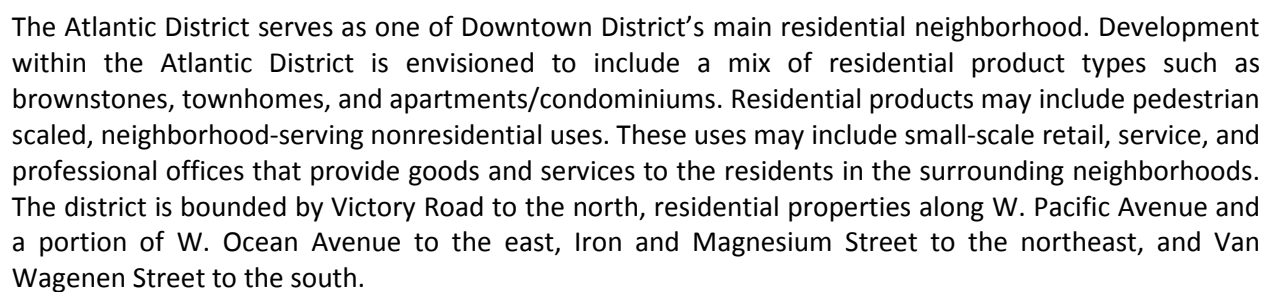 The Atlantic District serves as one of Downtown District’s main residential neighborhood. Development
within the Atlantic District is envisioned to include a mix of residential product types such as
brownstones, townhomes, and apartments/condominiums. Residential products may include pedestrian
scaled, neighborhood-serving nonresidential uses. These uses may include small-scale retail, service, and
professional offices that provide goods and services to the residents in the surrounding neighborhoods.
The district is bounded by Victory Road to the north, residential properties along W. Pacific Avenue and
a portion of W. Ocean Avenue to the east, Iron and Magnesium Street to the northeast, and Van
Wagenen Street to the south.